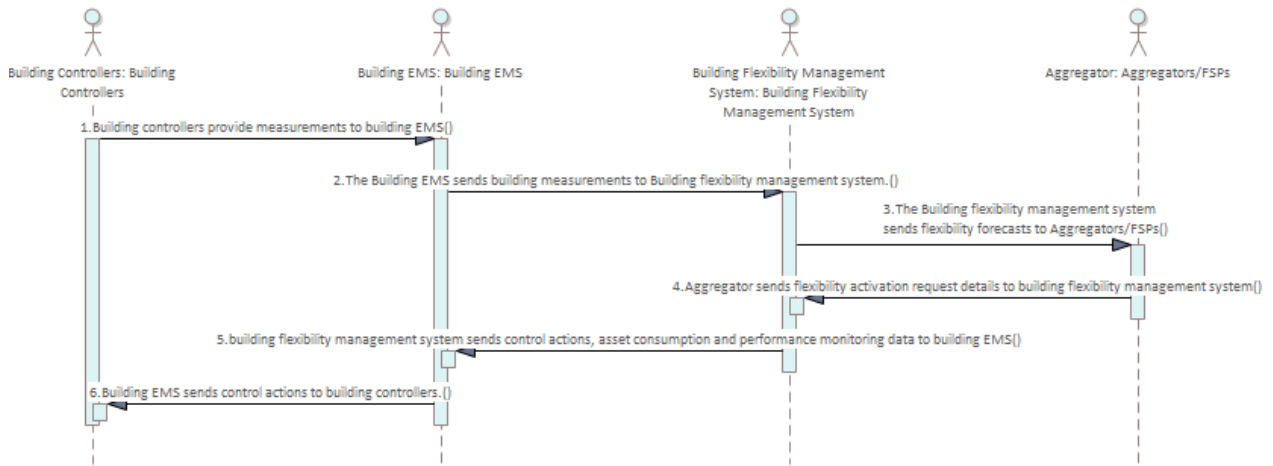 Building Controllers: Building
Controllers
Building EMS: Building EMS
Building Flexibility Management
System: Building Flexibility
Management System
Aggregator: Aggregators/FSPs
1.Building controllers provide measurements to building EMS()
2.The Building EMS sends building measurements to Building flexibility management system.()
3.The Building flexibility management system
sends flexibility forecasts to Aggregators/FSPs()
4.Aggregator sends flexibility activation request details to building flexibility management system()
5.building flexibility management system sends control actions, asset consumption and performance monitoring data to building EMS()
6.Building EMS sends control actions to building controllers.()